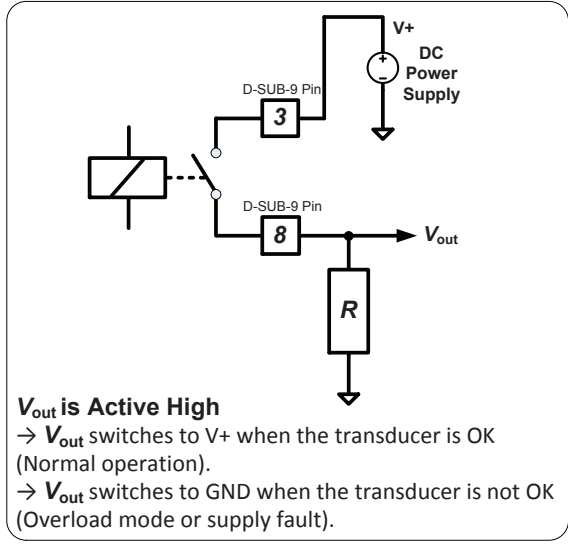 V+
DC
Power
Supply
+
–
D-SUB-9 Pin
3
D-SUB-9 Pin
8
Vout
R
Vout is Active High
→ Vout switches to V+ when the transducer is OK
(Normal operation).
→ Vout switches to GND when the transducer is not OK
(Overload mode or supply fault).